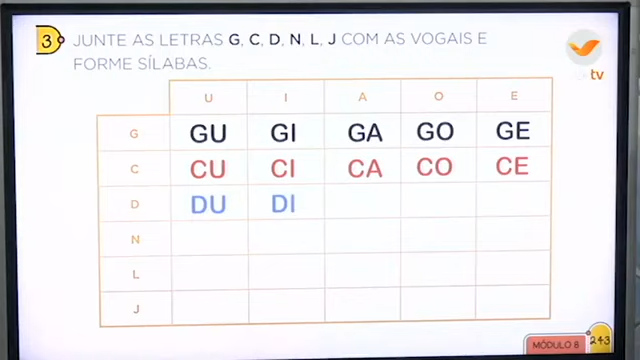 3 JUNTE AS LETRAS G, C, D, N, L, J COM AS VOGAIS E
FORME SÍLABAS.
tv
U I A O E
G GU GI GA GO GE
C CU CI CA CO CE
D DU DI
N
L
J
MÓDULO 8 243